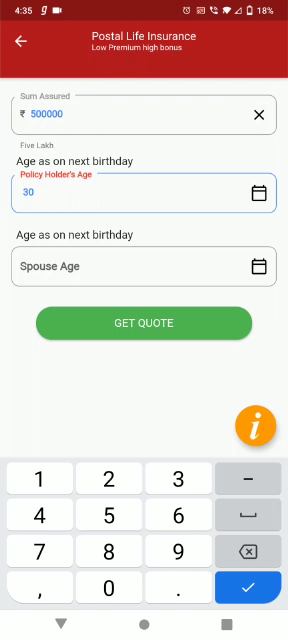 4:35 g 18%
Postal Life Insurance
Low Premium high bonus
Sum Assured
₹ 500000
Five Lakh
Age as on next birthday
Policy Holder's Age
30
Age as on next birthday
Spouse Age
GET QUOTE
i
1 2 3 –
4 5 6
7 8 9
, 0 .